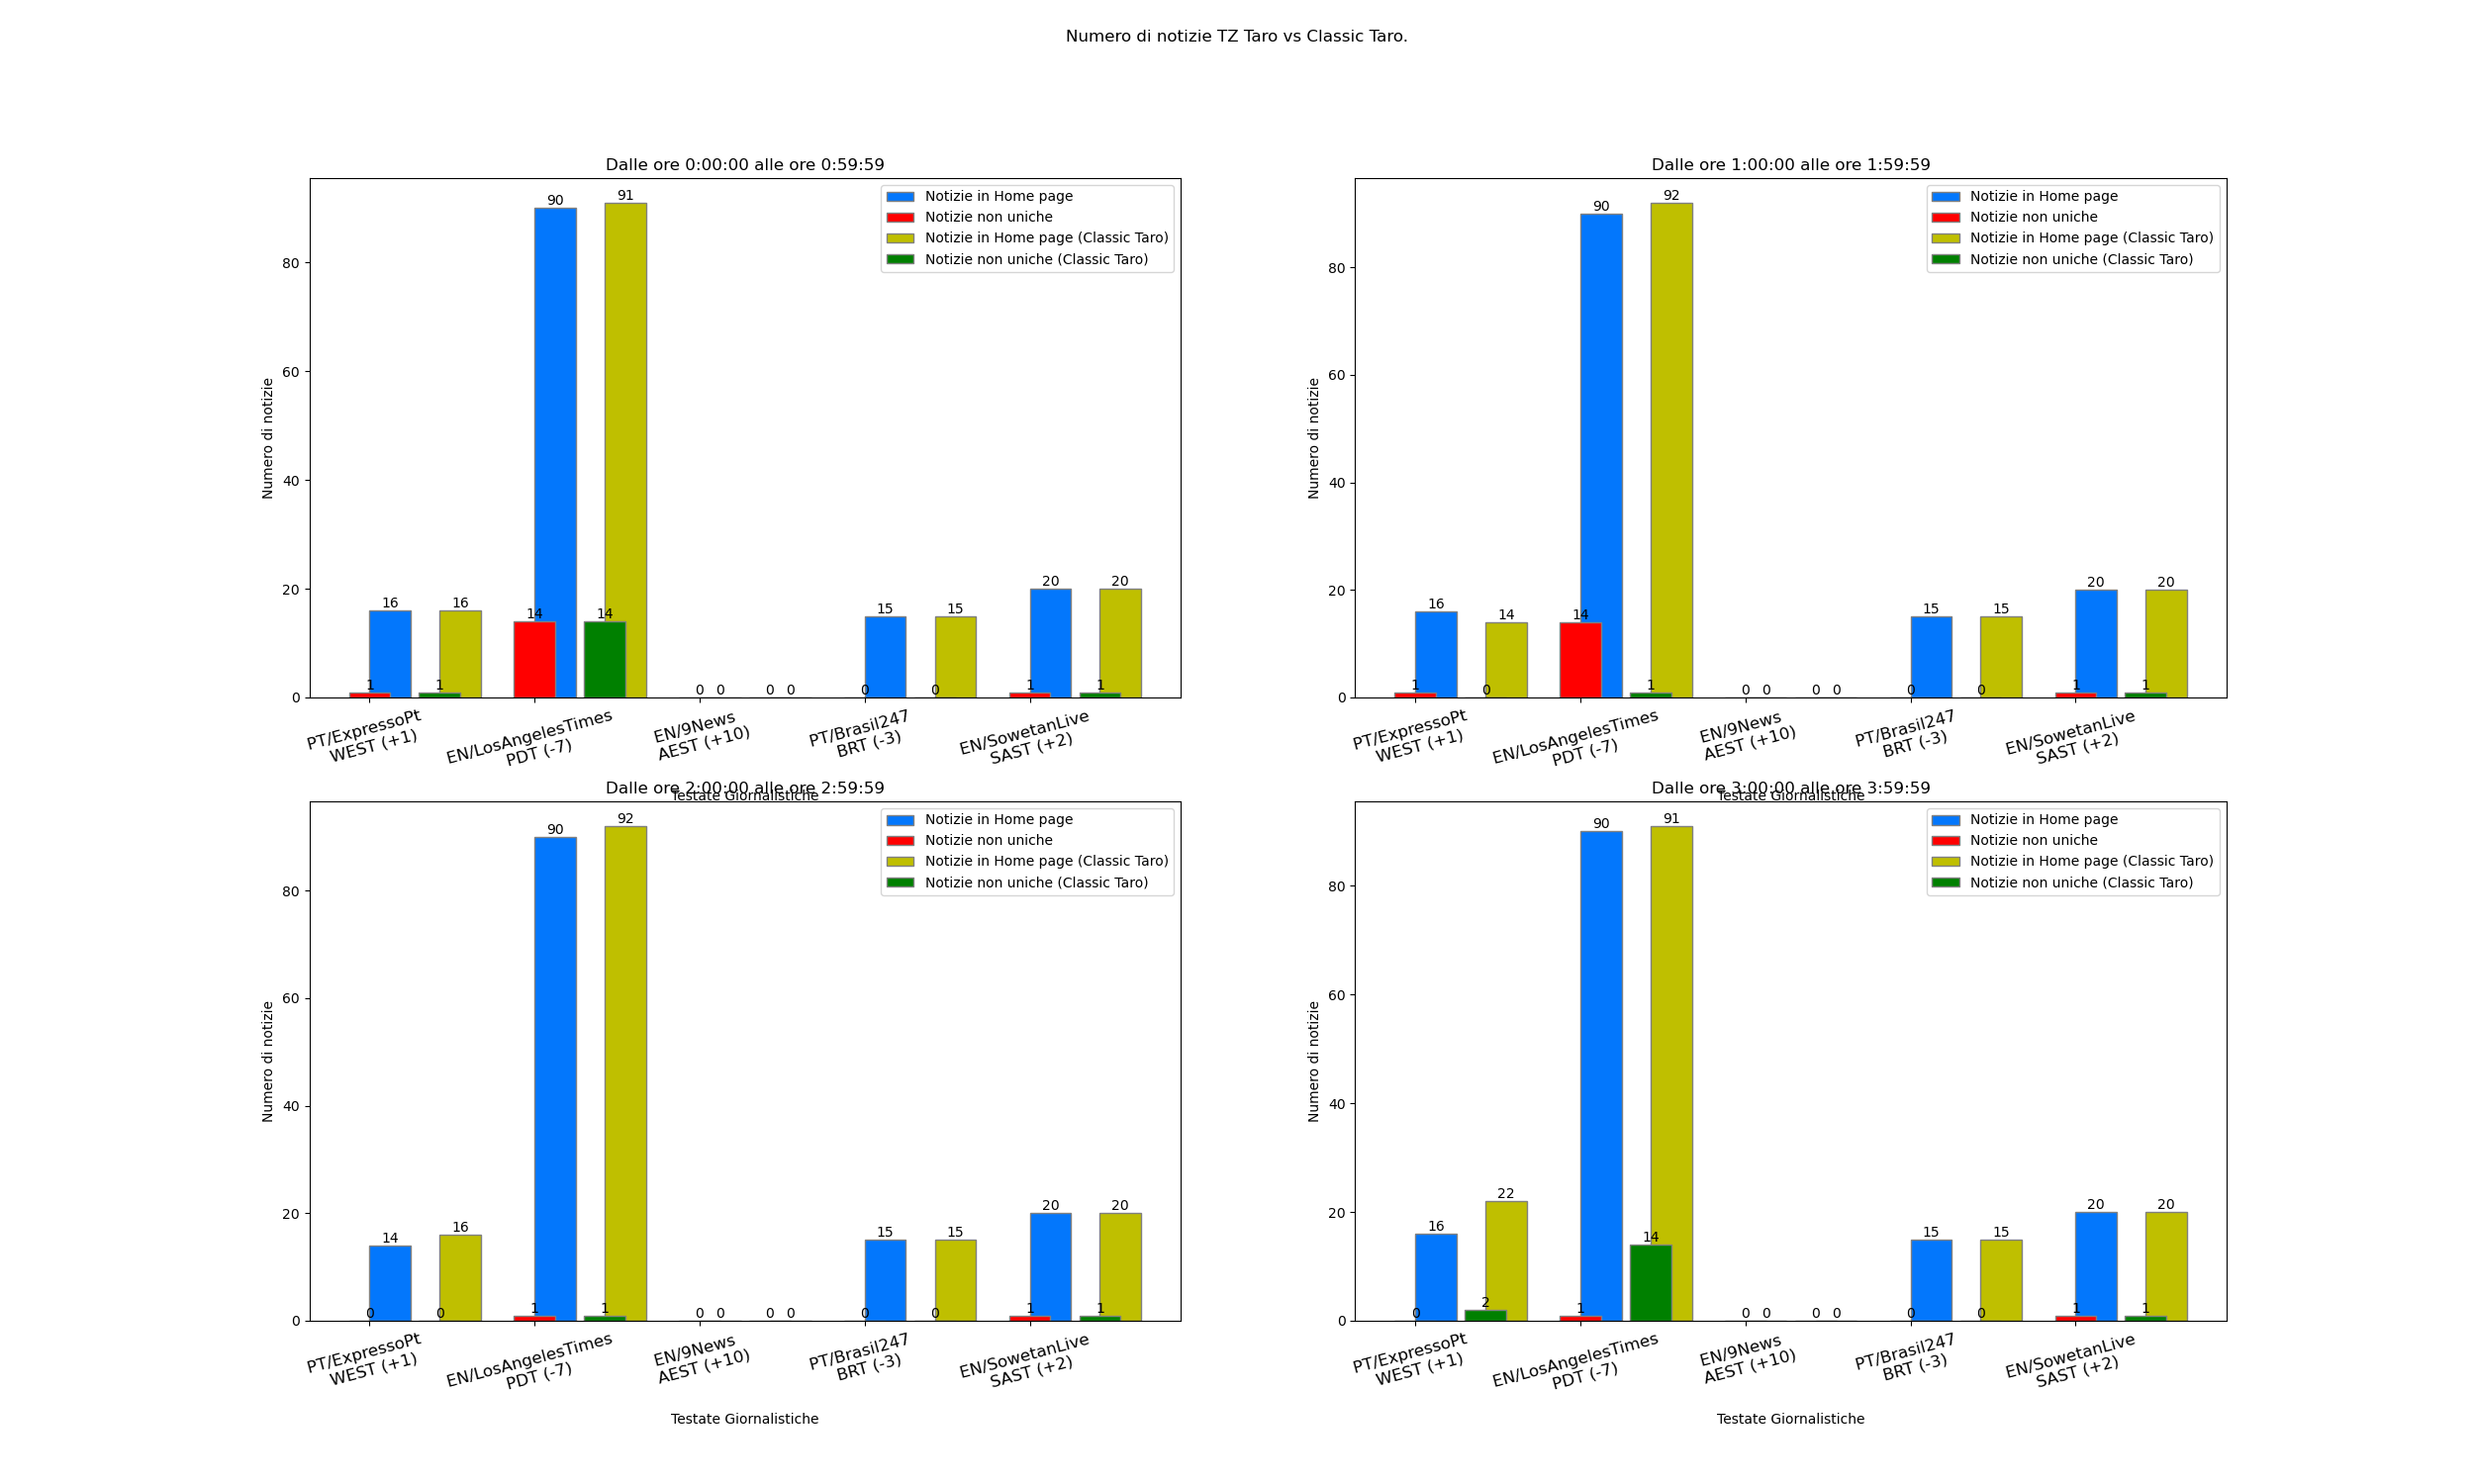 Numero di notizie TZ Taro vs Classic Taro.
Dalle ore 0:00:00 alle ore 0:59:59
Numero di notizie
80
60
40
20
0
Notizie in Home page
Notizie non uniche
Notizie in Home page (Classic Taro)
Notizie non uniche (Classic Taro)
1 16 1 16
14 90 14 91
0 0 0 0
0 15 0 15
1 20 1 20
PT/ExpressoPt
WEST (+1)
EN/LosAngelesTimes
PDT (-7)
EN/9News
AEST (+10)
PT/Brasil247
BRT (-3)
EN/SowetanLive
SAST (+2)
Testate Giornalistiche
Dalle ore 1:00:00 alle ore 1:59:59
Numero di notizie
80
60
40
20
0
Notizie in Home page
Notizie non uniche
Notizie in Home page (Classic Taro)
Notizie non uniche (Classic Taro)
1 16 0 14
14 90 1 92
0 0 0 0
0 15 0 15
1 20 1 20
PT/ExpressoPt
WEST (+1)
EN/LosAngelesTimes
PDT (-7)
EN/9News
AEST (+10)
PT/Brasil247
BRT (-3)
EN/SowetanLive
SAST (+2)
Testate Giornalistiche
Dalle ore 2:00:00 alle ore 2:59:59
Numero di notizie
80
60
40
20
0
Notizie in Home page
Notizie non uniche
Notizie in Home page (Classic Taro)
Notizie non uniche (Classic Taro)
0 14 0 16
1 90 1 92
0 0 0 0
0 15 0 15
1 20 1 20
PT/ExpressoPt
WEST (+1)
EN/LosAngelesTimes
PDT (-7)
EN/9News
AEST (+10)
PT/Brasil247
BRT (-3)
EN/SowetanLive
SAST (+2)
Testate Giornalistiche
Dalle ore 3:00:00 alle ore 3:59:59
Numero di notizie
80
60
40
20
0
Notizie in Home page
Notizie non uniche
Notizie in Home page (Classic Taro)
Notizie non uniche (Classic Taro)
0 16 2 22
1 90 14 91
0 0 0 0
0 15 0 15
1 20 1 20
PT/ExpressoPt
WEST (+1)
EN/LosAngelesTimes
PDT (-7)
EN/9News
AEST (+10)
PT/Brasil247
BRT (-3)
EN/SowetanLive
SAST (+2)
Testate Giornalistiche